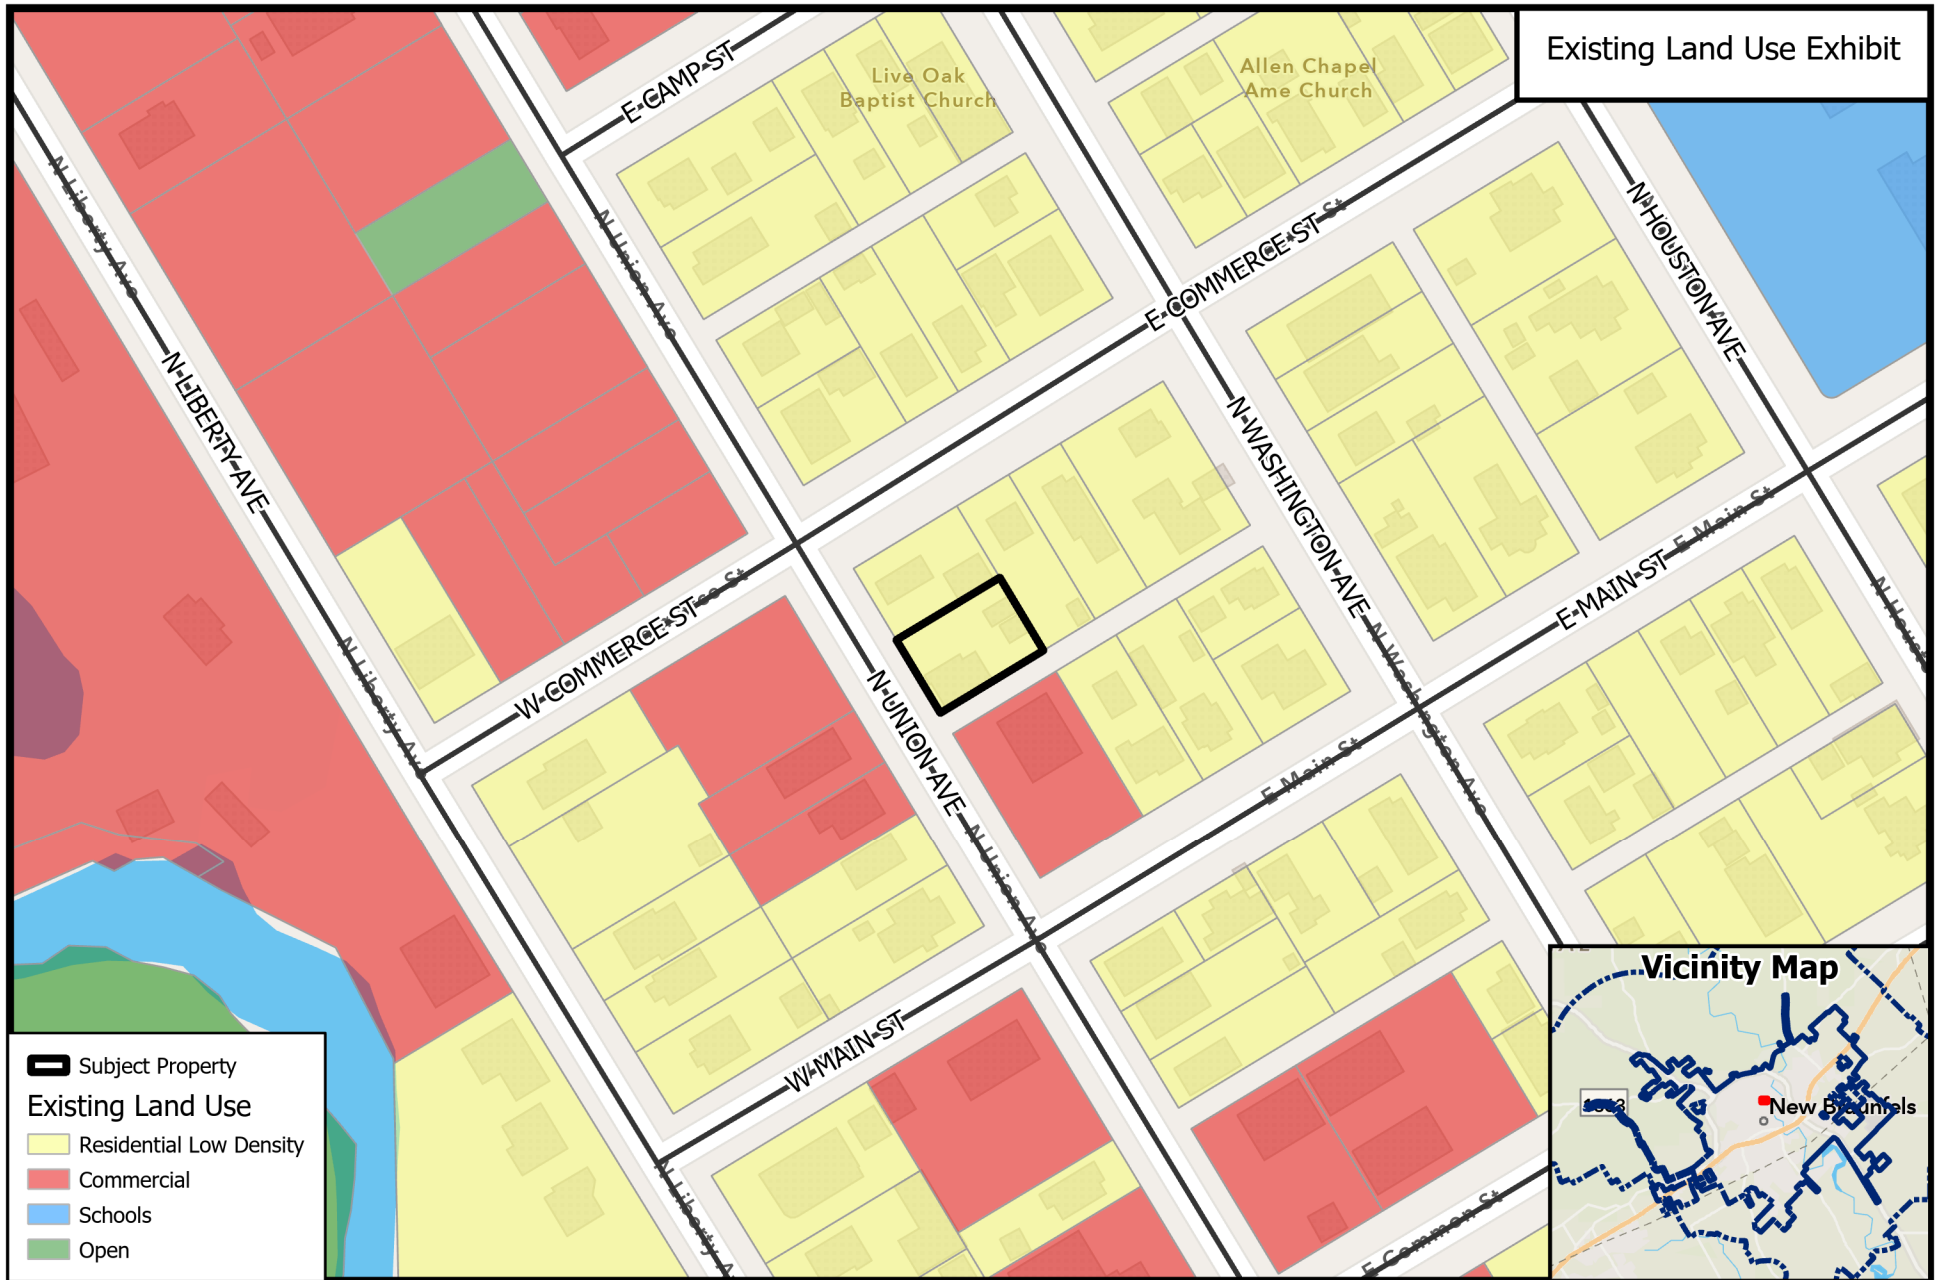 Existing Land Use Exhibit
E CAMP ST
Live Oak
Baptist Church
Allen Chapel
Ame Church
N Liberty Ave
N Union Ave
E COMMERCE ST
St
N HOUSTON AVE
N LIBERTY AVE
N WASHINGTON AVE
E Main St
E MAIN ST
W COMMERCE ST
N Liberty Ave
N UNION AVE
N Washington Ave
E Main St
N Union Ave
W MAIN ST
E Common St
Vicinity Map
New Braunfels
Subject Property
Existing Land Use
Residential Low Density
Commercial
Schools
Open